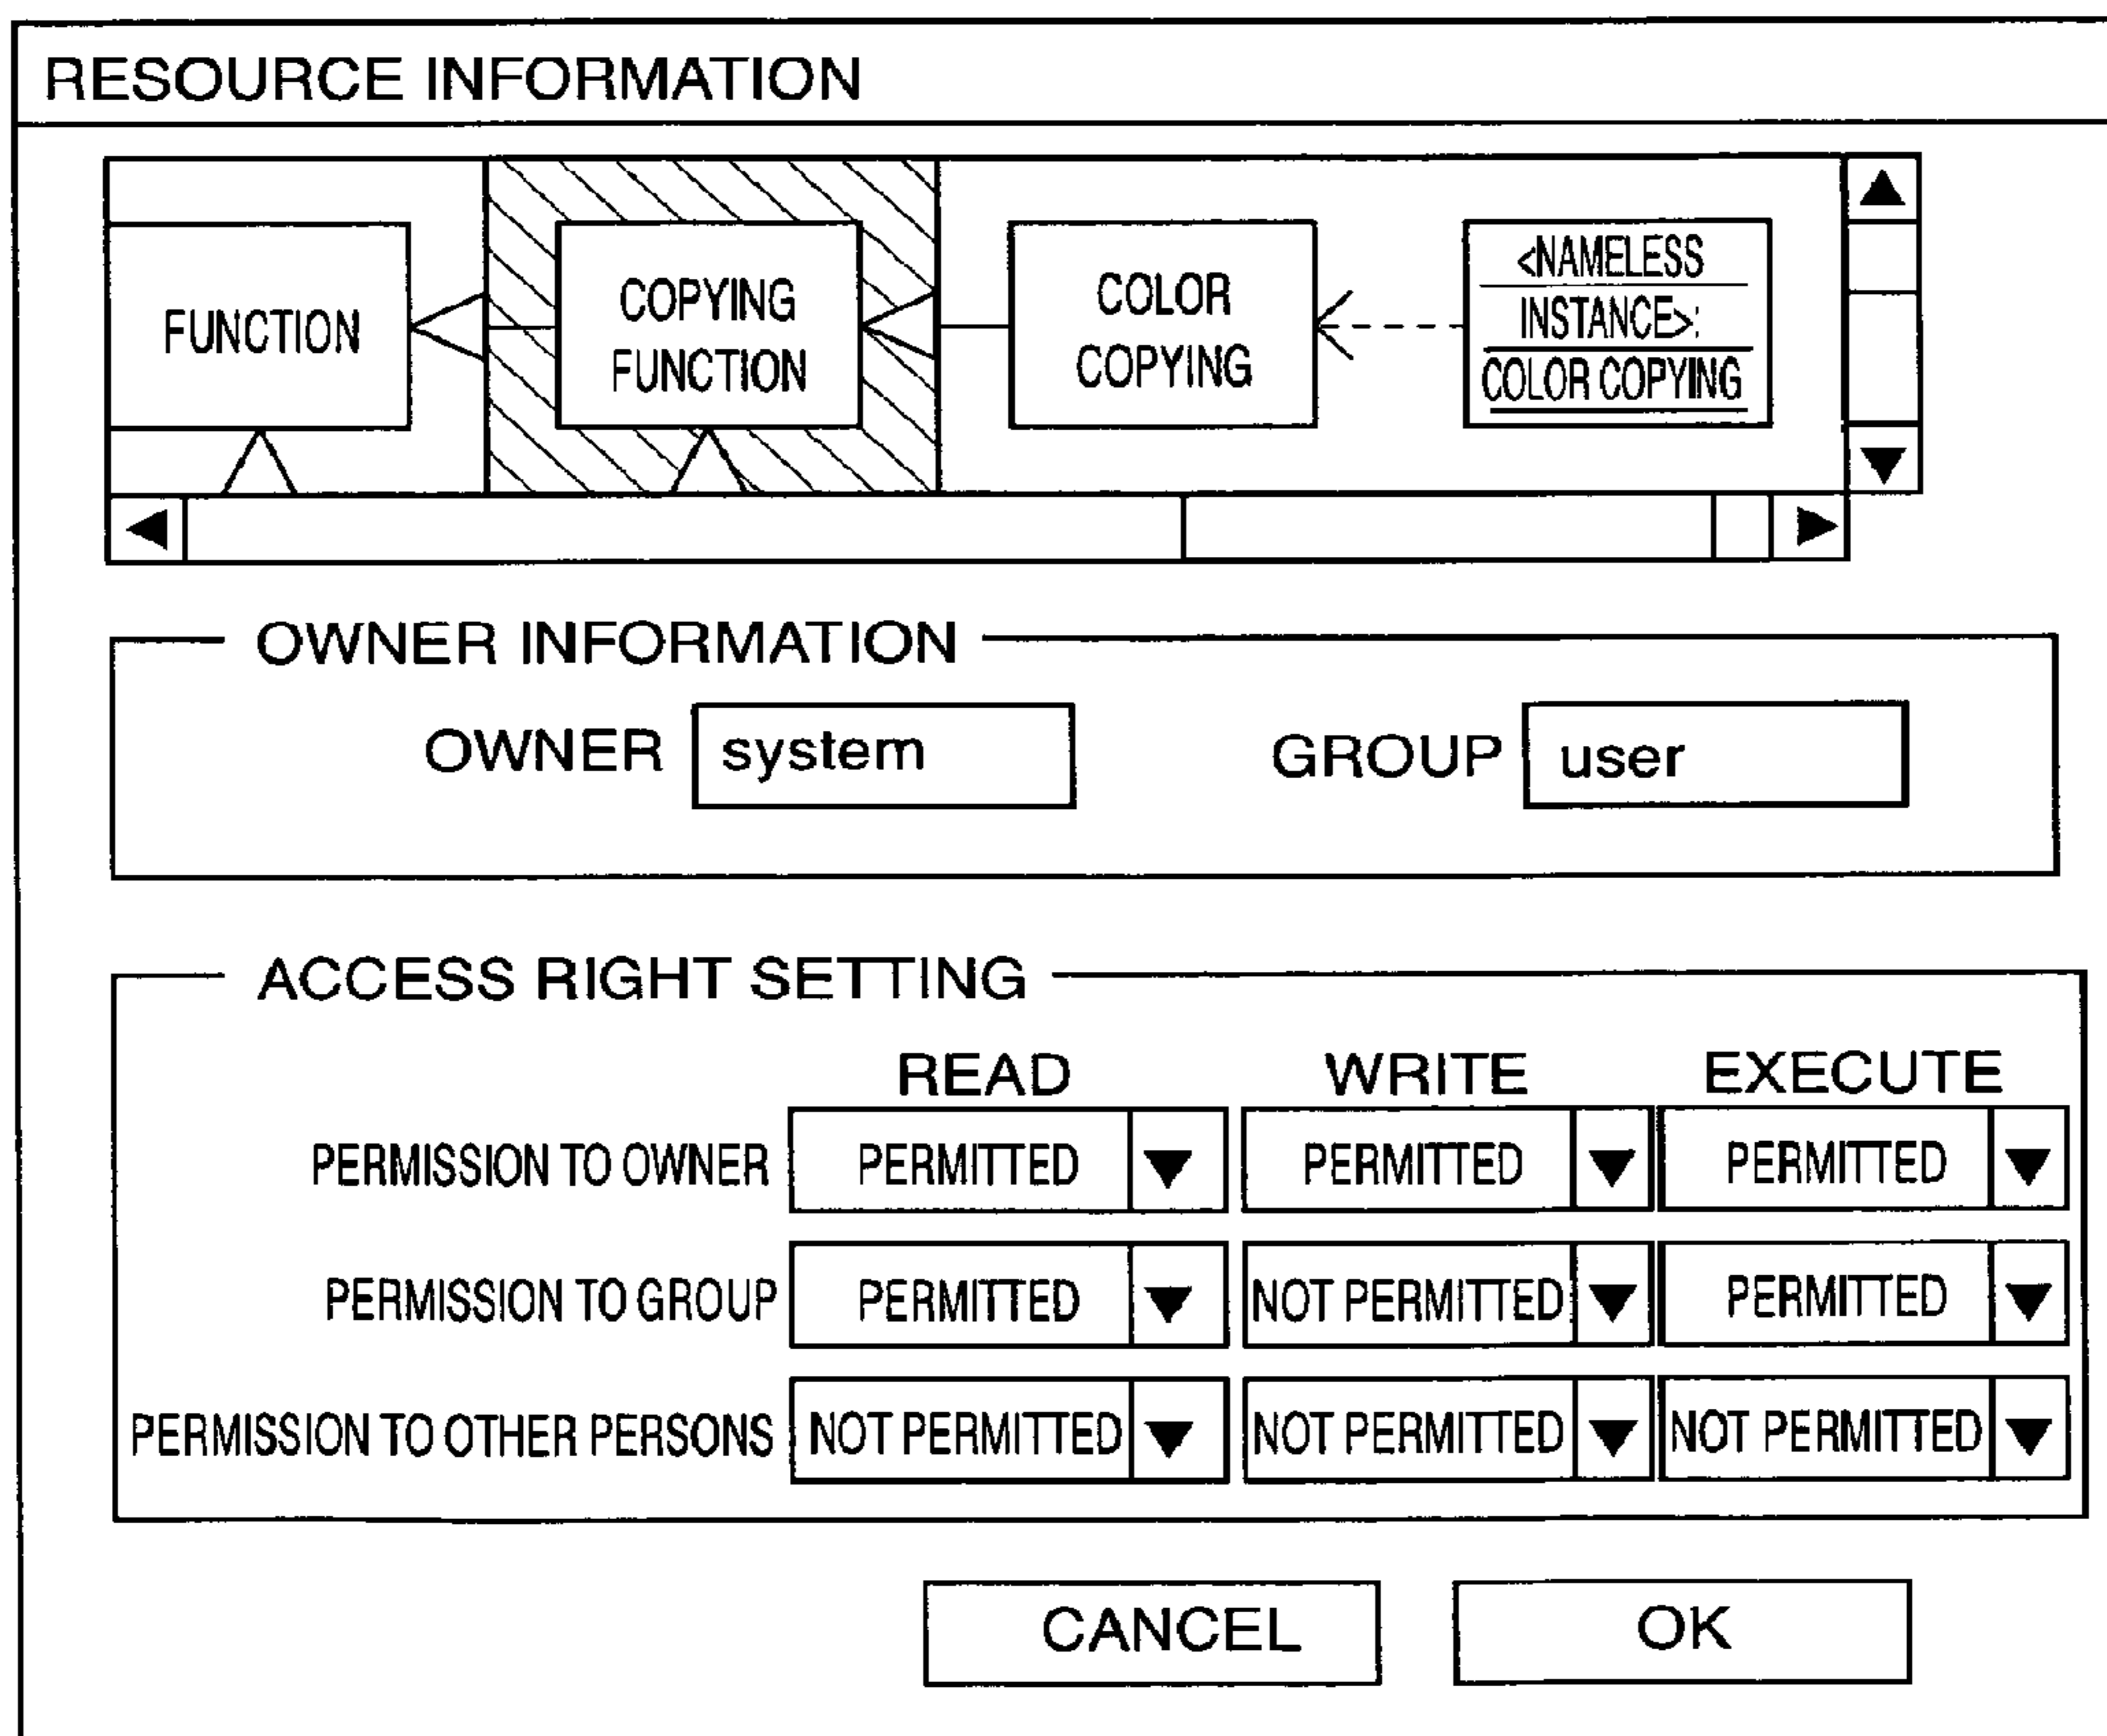 RESOURCE INFORMATION
FUNCTION
COPYING
FUNCTION
COLOR
COPYING
<NAMELESS
INSTANCE>:
COLOR COPYING
OWNER INFORMATION
OWNER system GROUP user
ACCESS RIGHT SETTING
READ WRITE EXECUTE
PERMISSION TO OWNER PERMITTED PERMITTED PERMITTED
PERMISSION TO GROUP PERMITTED NOT PERMITTED PERMITTED
PERMISSION TO OTHER PERSONS NOT PERMITTED NOT PERMITTED NOT PERMITTED
CANCEL OK